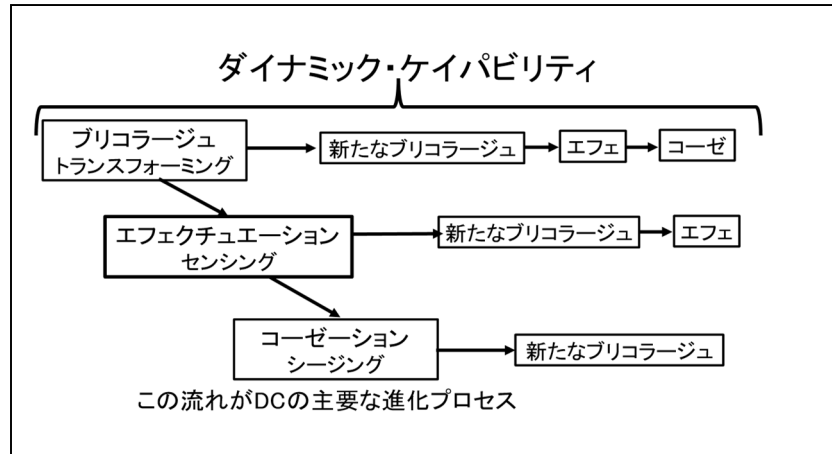 ダイナミック・ケイパビリティ
ブリコラージュ
トランスフォーミング
新たなブリコラージュ
エフェ
コーゼ
エフェクチュエーション
センシング
新たなブリコラージュ
エフェ
コーゼーション
シージング
新たなブリコラージュ
この流れがDCの主要な進化プロセス